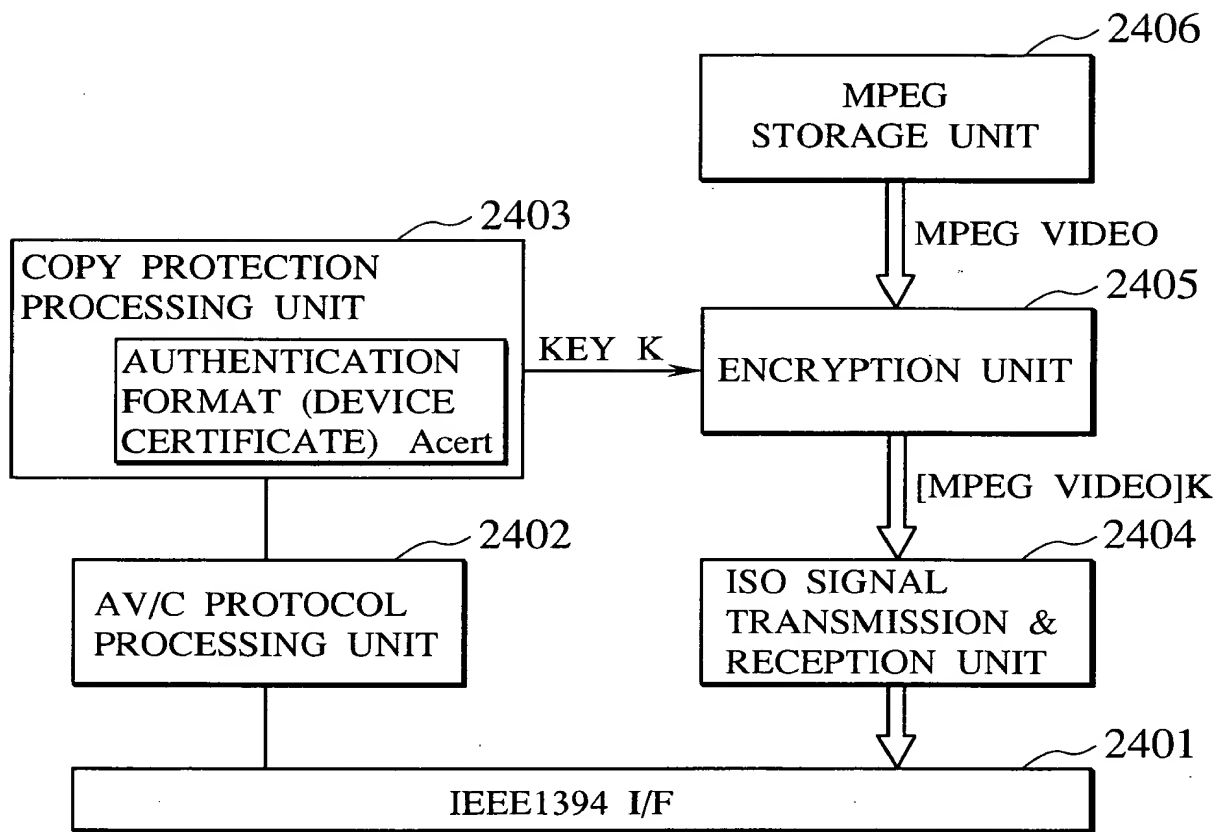 2406
MPEG
STORAGE UNIT
MPEG VIDEO
2403
COPY PROTECTION
PROCESSING UNIT
AUTHENTICATION
FORMAT (DEVICE
CERTIFICATE) Acert
KEY K
2405
ENCRYPTION UNIT
[MPEG VIDEO]K
2402
AV/C PROTOCOL
PROCESSING UNIT
2404
ISO SIGNAL
TRANSMISSION &
RECEPTION UNIT
2401
IEEE1394 I/F